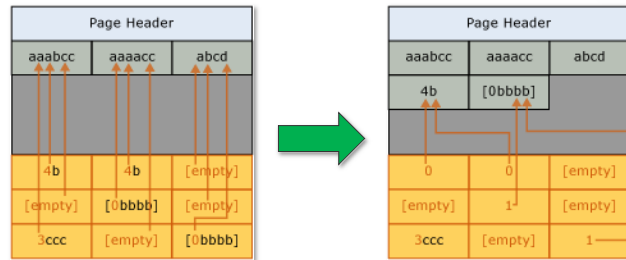 Page Header
aaabcc aaaacc abcd
4b 4b [empty]
[empty] [0bbbb] [empty]
3ccc [empty] [0bbbb]
Page Header
aaabcc aaaacc abcd
4b [0bbbb]
0 0 [empty]
[empty] 1 [empty]
3ccc [empty] 1